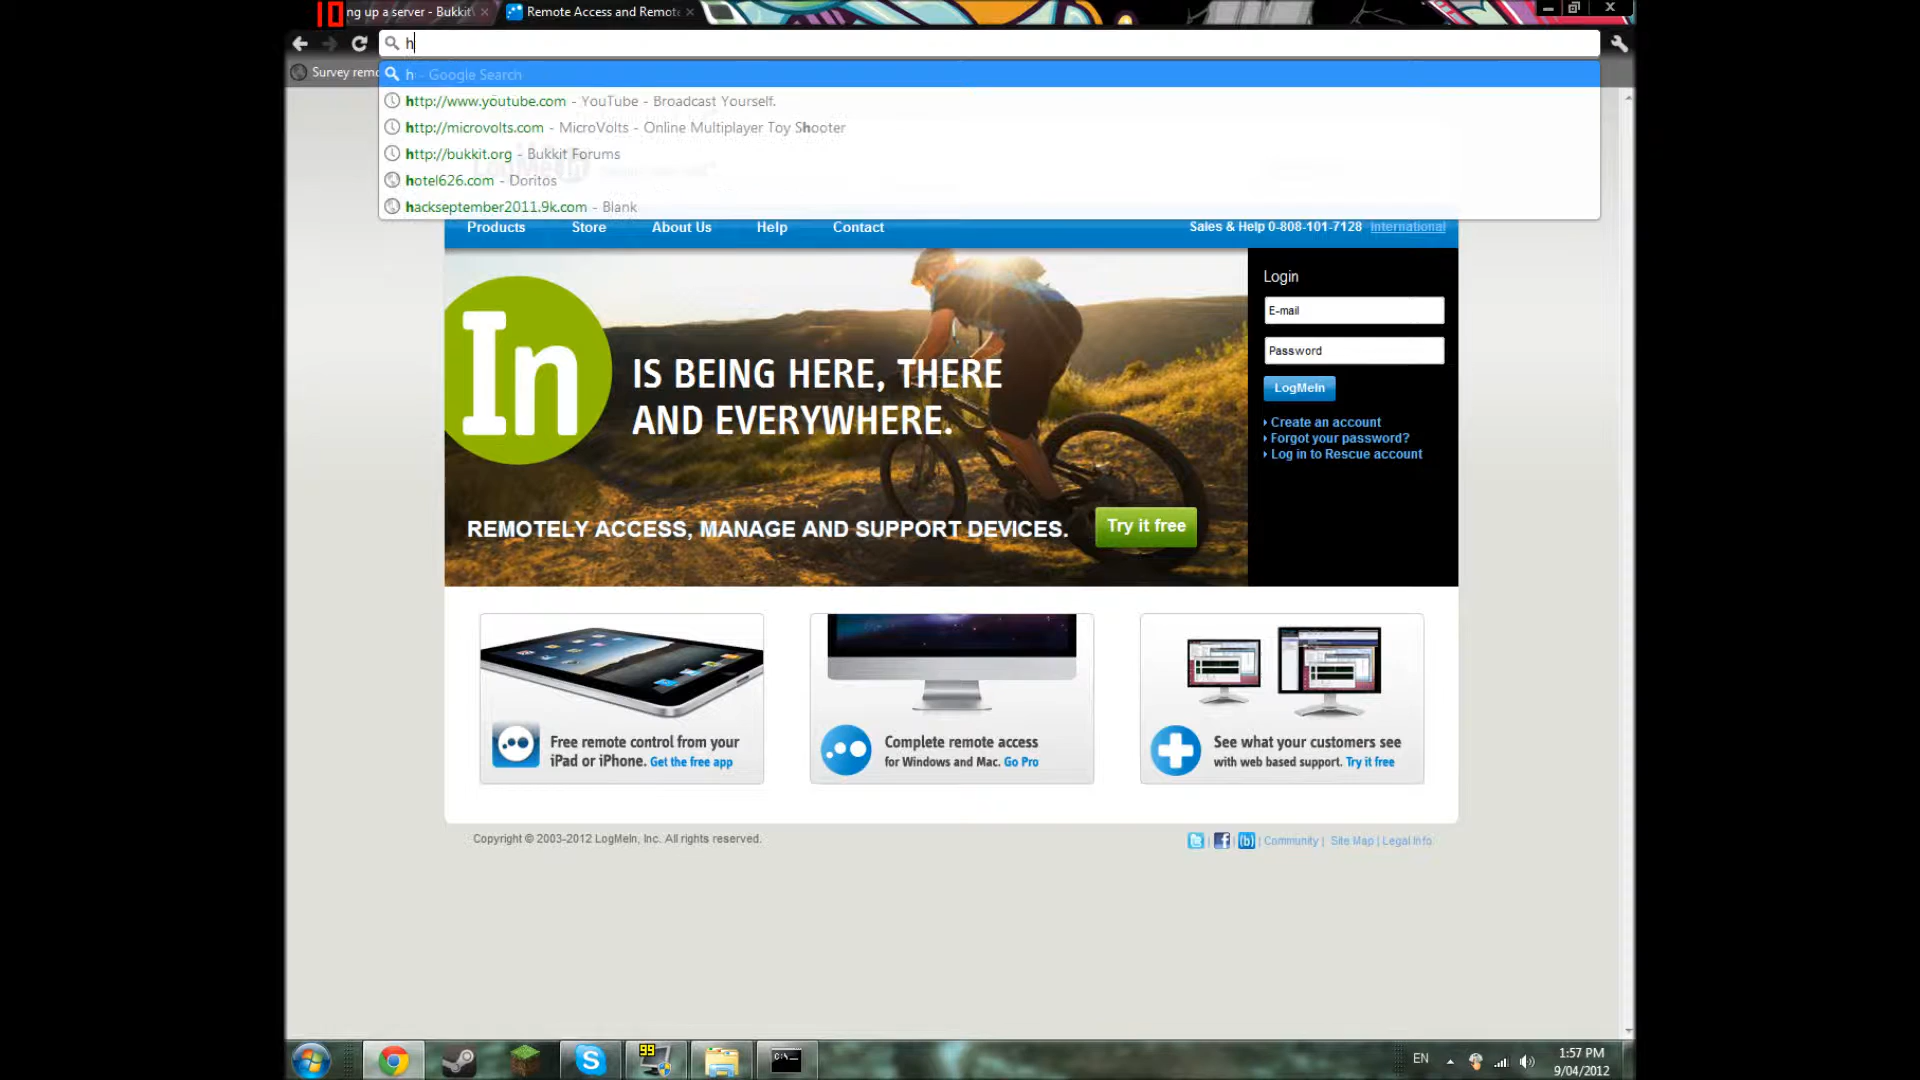 10
ng up a server - Bukkit
Remote Access and Remote
h
Survey remo
h - Google Search
http://www.youtube.com - YouTube - Broadcast Yourself.
http://microvolts.com - MicroVolts - Online Multiplayer Toy Shooter
http://bukkit.org - Bukkit Forums
hotel626.com - Doritos
hackseptember2011.9k.com - Blank
Products Store About Us Help Contact
Sales & Help 0-808-101-7128 International
In
IS BEING HERE, THERE
AND EVERYWHERE.
REMOTELY ACCESS, MANAGE AND SUPPORT DEVICES.
Try it free
Login
E-mail
Password
LogMeIn
Create an account
Forgot your password?
Log in to Rescue account
Free remote control from your
iPad or iPhone. Get the free app
Complete remote access
for Windows and Mac. Go Pro
See what your customers see
with web based support. Try it free
Copyright © 2003-2012 LogMeIn, Inc. All rights reserved.
Community | Site Map | Legal Info
99
C:\
EN
1:57 PM
9/04/2012